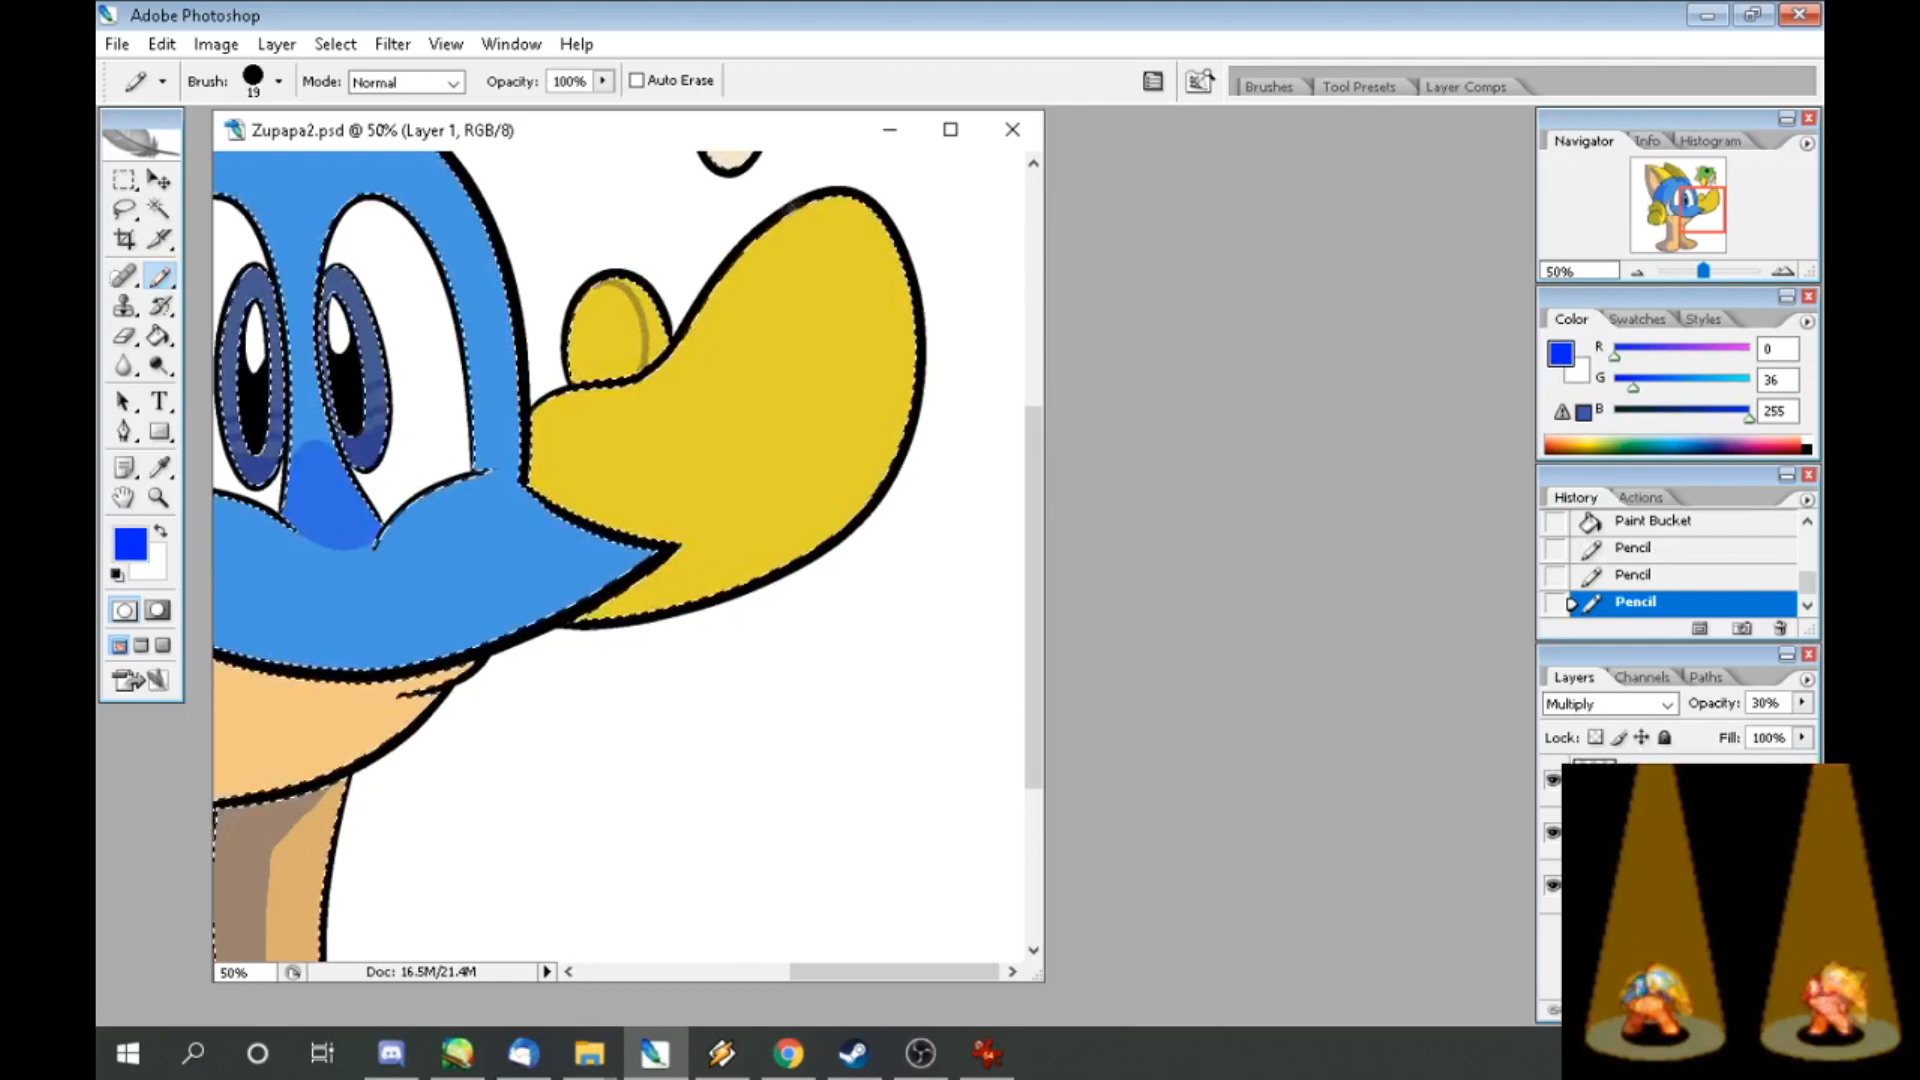 Adobe Photoshop
File Edit Image Layer Select Filter View Window Help
Brush: 19 Mode: Normal Opacity: 100% Auto Erase
Brushes Tool Presets Layer Comps
Zupapa2.psd @ 50% (Layer 1, RGB/8)
Navigator Info Histogram
50%
Color Swatches Styles
R 0
G 36
B 255
History Actions
Paint Bucket
Pencil
Pencil
Pencil
Layers Channels Paths
Multiply Opacity: 30%
Lock: Fill: 100%
50% Doc: 16.5M/21.4M
64